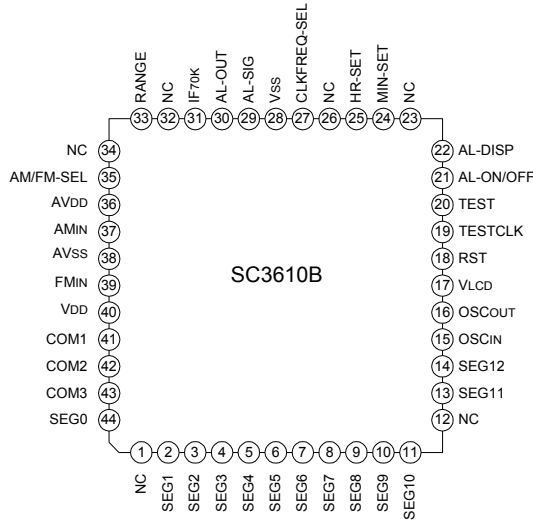 RANGE
NC
IF70K
AL-OUT
AL-SIG
VSS
CLKFREQ-SEL
NC
HR-SET
MIN-SET
NC
33 32 31 30 29 28 27 26 25 24 23
NC 34
AM/FM-SEL 35
AVDD 36
AMIN 37
AVSS 38
FMIN 39
VDD 40
COM1 41
COM2 42
COM3 43
SEG0 44
SC3610B
22 AL-DISP
21 AL-ON/OFF
20 TEST
19 TESTCLK
18 RST
17 VLCD
16 OSCOUT
15 OSCIN
14 SEG12
13 SEG11
12 NC
1 2 3 4 5 6 7 8 9 10 11
NC
SEG1
SEG2
SEG3
SEG4
SEG5
SEG6
SEG7
SEG8
SEG9
SEG10